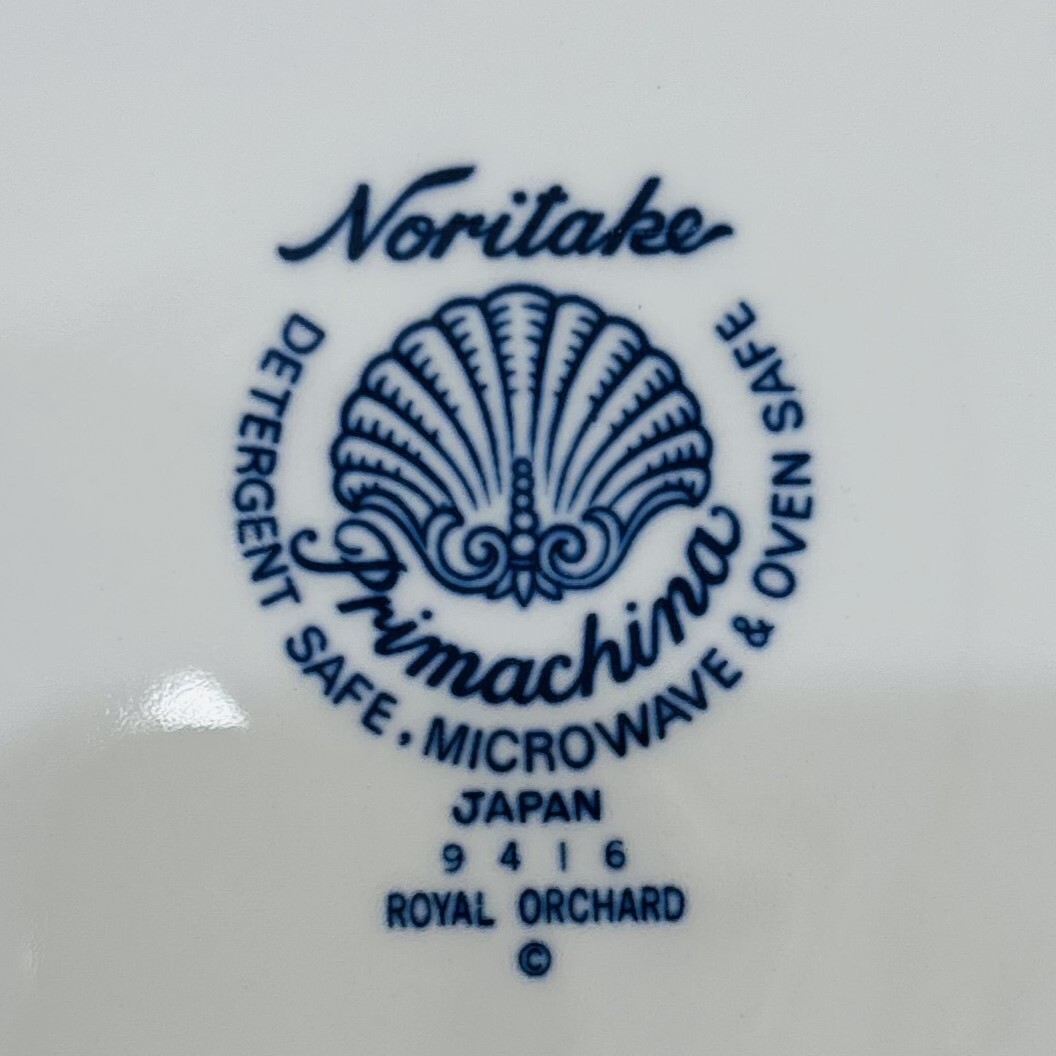 Noritake
Primachina
DETERGENT SAFE, MICROWAVE & OVEN SAFE
JAPAN
9416
ROYAL ORCHARD
©